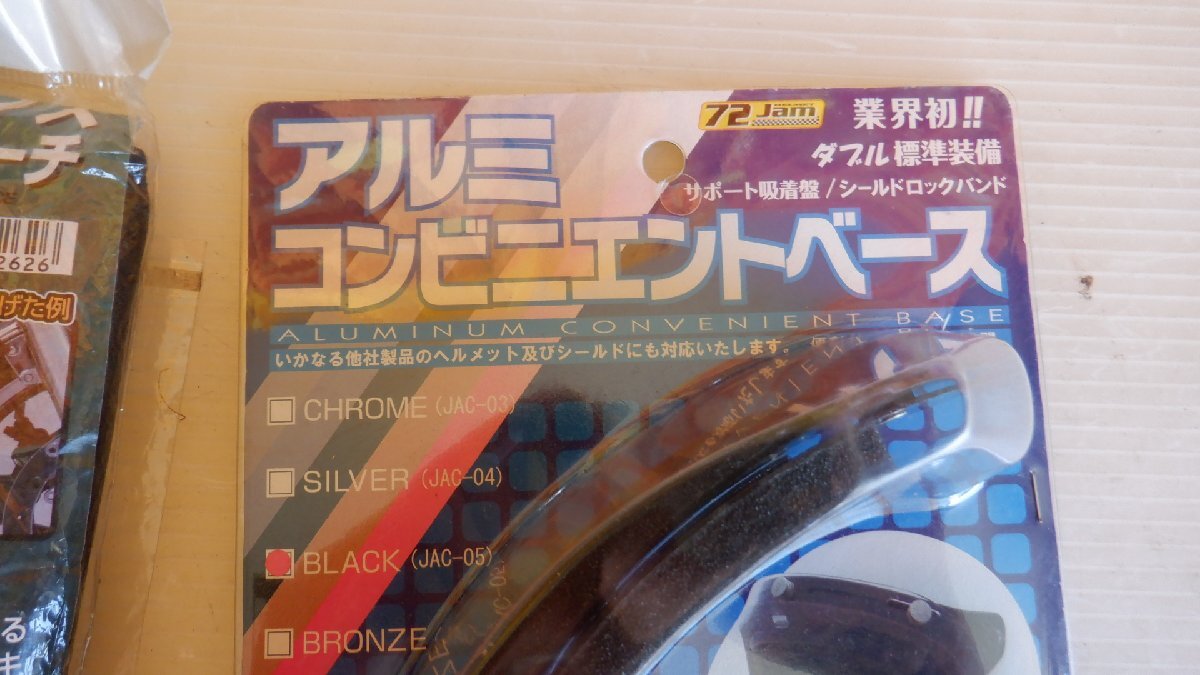 72 Jam
業界初!!
ダブル標準装備
サポート吸着盤/シールドロックバンド
アルミ
コンビニエントベース
ALUMINUM CONVENIENT BASE
いかなる他社製品のヘルメット及びシールドにも対応いたします。
CHROME (JAC-03)
SILVER (JAC-04)
BLACK (JAC-05)
BRONZE
ーチ
2626
げた例
る
キ